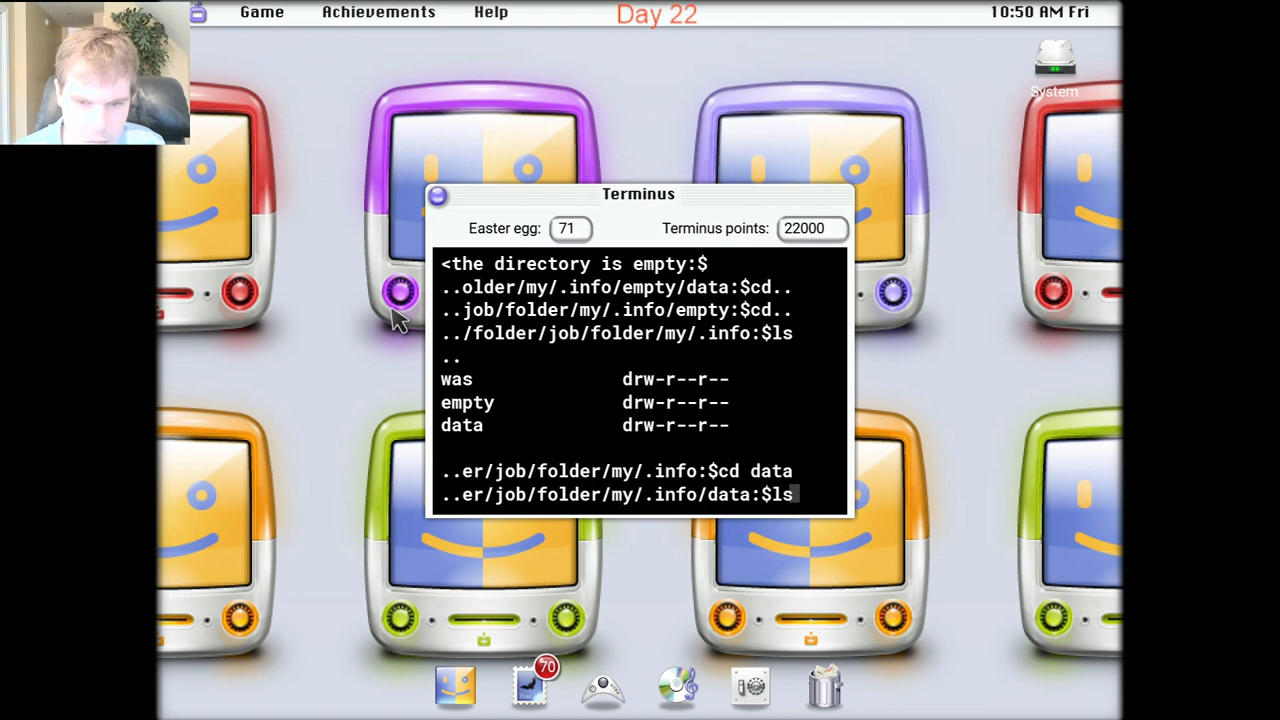 Game Achievements Help Day 22 10:50 AM Fri
System
Terminus
Easter egg: 71 Terminus points: 22000
<the directory is empty:$
..older/my/.info/empty/data:$cd..
..job/folder/my/.info/empty:$cd..
../folder/job/folder/my/.info:$ls
..
was drw-r--r--
empty drw-r--r--
data drw-r--r--
..er/job/folder/my/.info:$cd data
..er/job/folder/my/.info/data:$ls
70